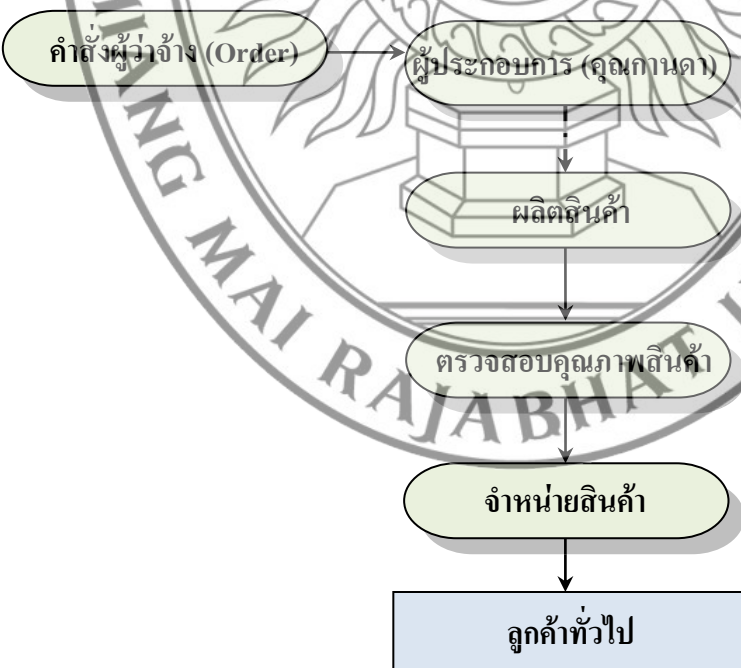 คำสั่งผู้ว่าจ้าง (Order)
ผู้ประกอบการ (คุณกานดา)
ผลิตสินค้า
ตรวจสอบคุณภาพสินค้า
จำหน่ายสินค้า
ลูกค้าทั่วไป
ANG MAI RAJABHAT